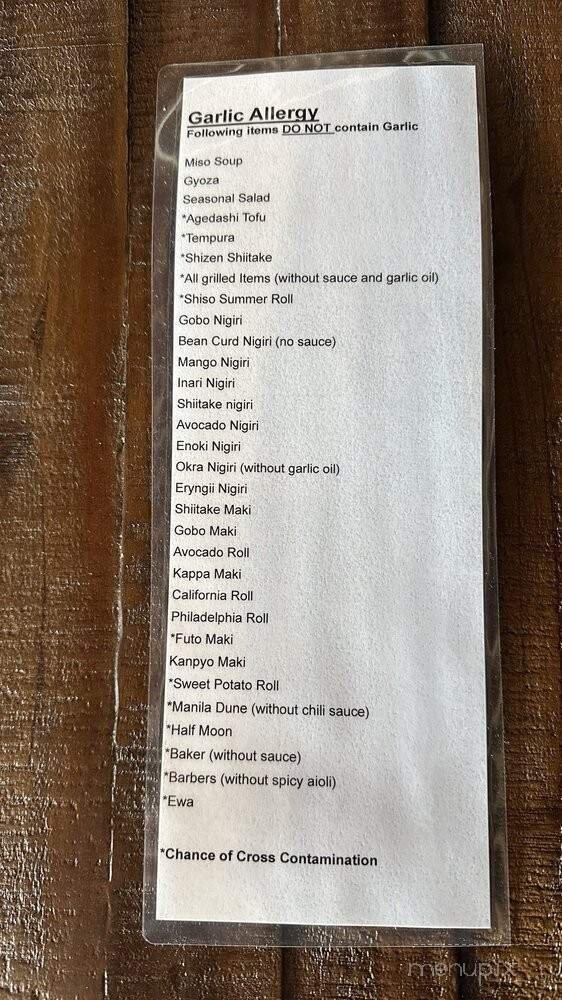 Garlic Allergy
Following items DO NOT contain Garlic
Miso Soup
Gyoza
Seasonal Salad
*Agedashi Tofu
*Tempura
*Shizen Shiitake
*All grilled Items (without sauce and garlic oil)
*Shiso Summer Roll
Gobo Nigiri
Bean Curd Nigiri (no sauce)
Mango Nigiri
Inari Nigiri
Shiitake nigiri
Avocado Nigiri
Enoki Nigiri
Okra Nigiri (without garlic oil)
Eryngii Nigiri
Shiitake Maki
Gobo Maki
Avocado Roll
Kappa Maki
California Roll
Philadelphia Roll
*Futo Maki
Kanpyo Maki
*Sweet Potato Roll
*Manila Dune (without chili sauce)
*Half Moon
*Baker (without sauce)
*Barbers (without spicy aioli)
*Ewa
*Chance of Cross Contamination
menupix